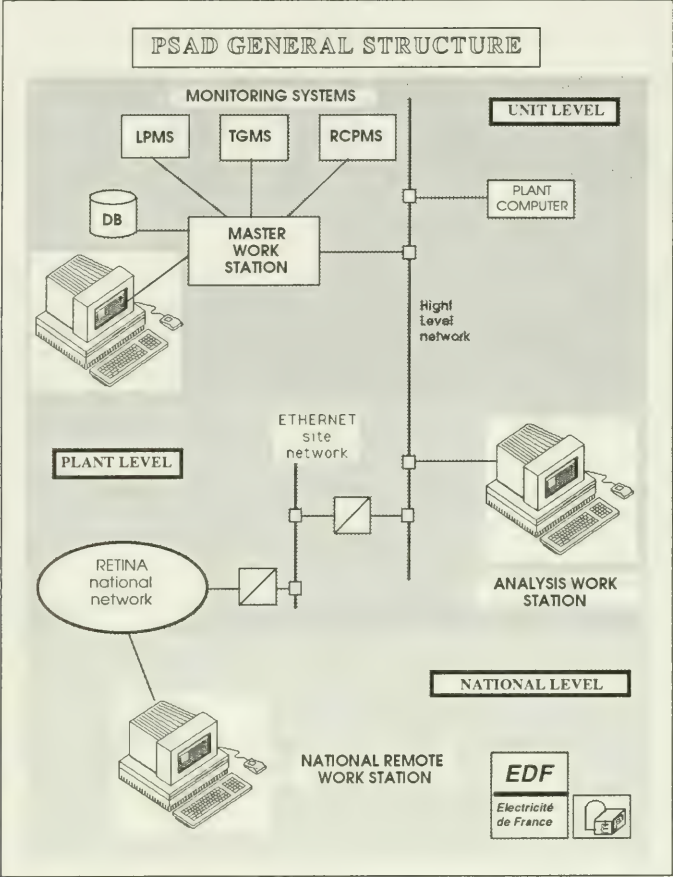 PSAD GENERAL STRUCTURE
MONITORING SYSTEMS
UNIT LEVEL
LPMS
TGMS
RCPMS
PLANT
COMPUTER
DB
MASTER
WORK
STATION
Hight
Level
network
ETHERNET
site
network
PLANT LEVEL
RETINA
national
network
ANALYSIS WORK
STATION
NATIONAL LEVEL
NATIONAL REMOTE
WORK STATION
EDF
Electricité
de France